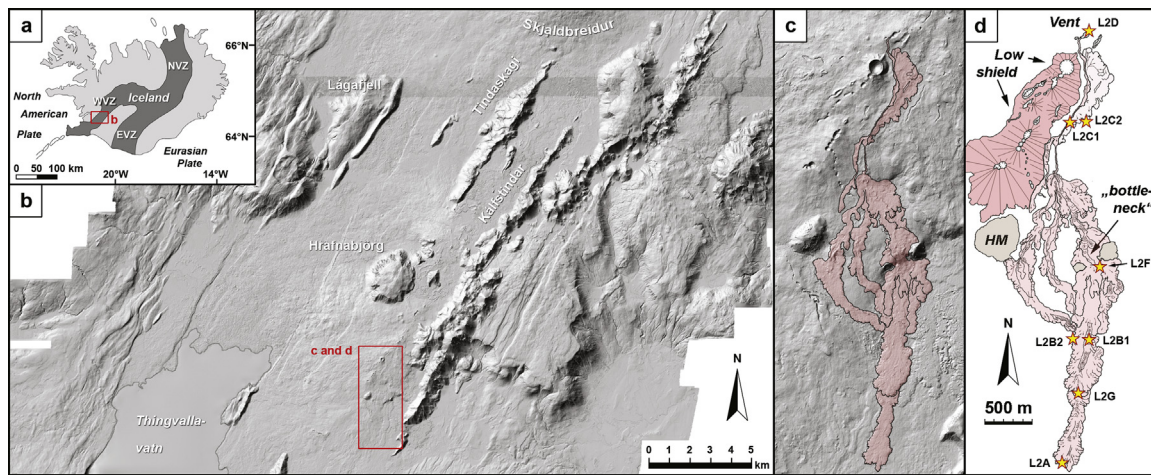 a
66°N
NVZ
North
American
Plate
WVZ
Iceland
b
EVZ
64°N
Eurasian
Plate
0 50 100 km
20°W
14°W
b
Skjaldbreidur
Lágafjell
Tindaskagi
Kálfstindar
Hrafnabjörg
c and d
Thingvalla-
vatn
N
0 1 2 3 4 5
km
c
d
Vent
L2D
Low
shield
L2C2
L2C1
„bottle-
neck“
HM
L2F
N
L2B2
L2B1
500 m
L2G
L2A